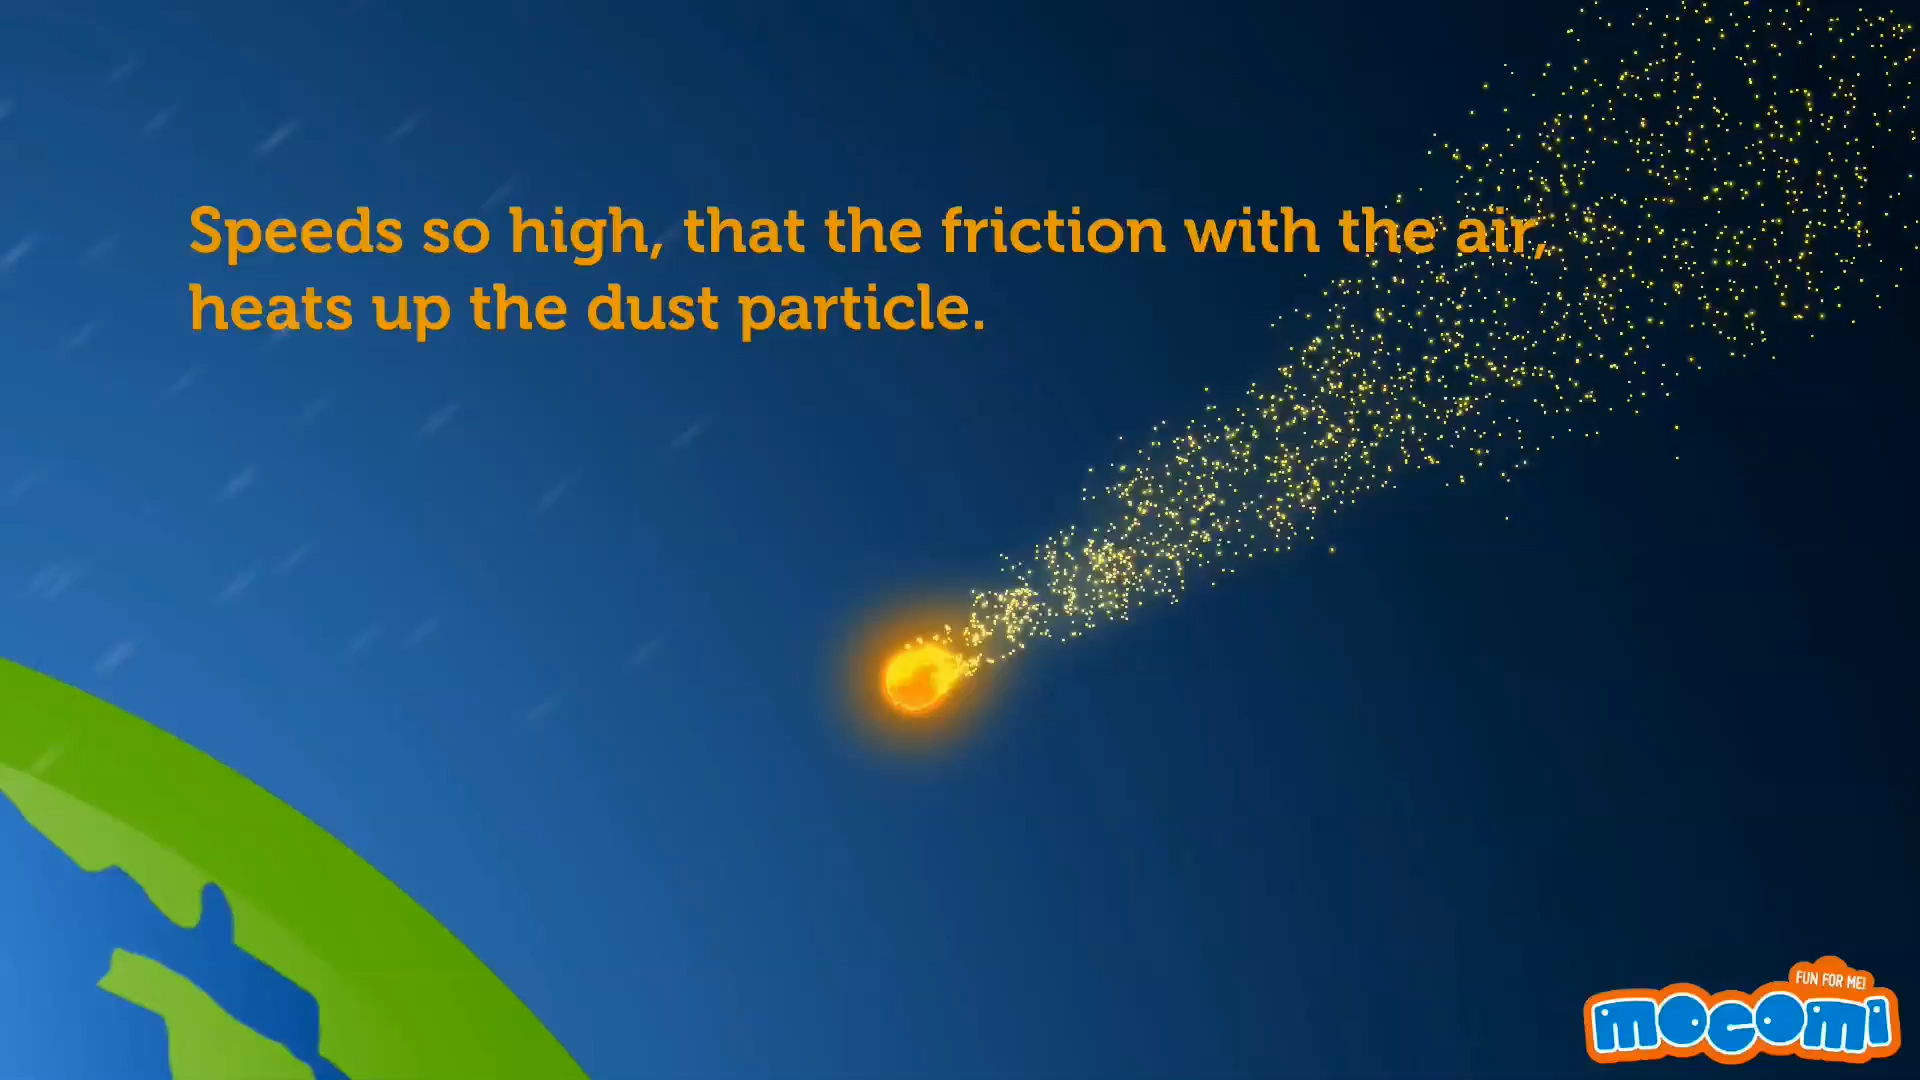 Speeds so high, that the friction with the air,
heats up the dust particle.
FUN FOR ME!
mocomi